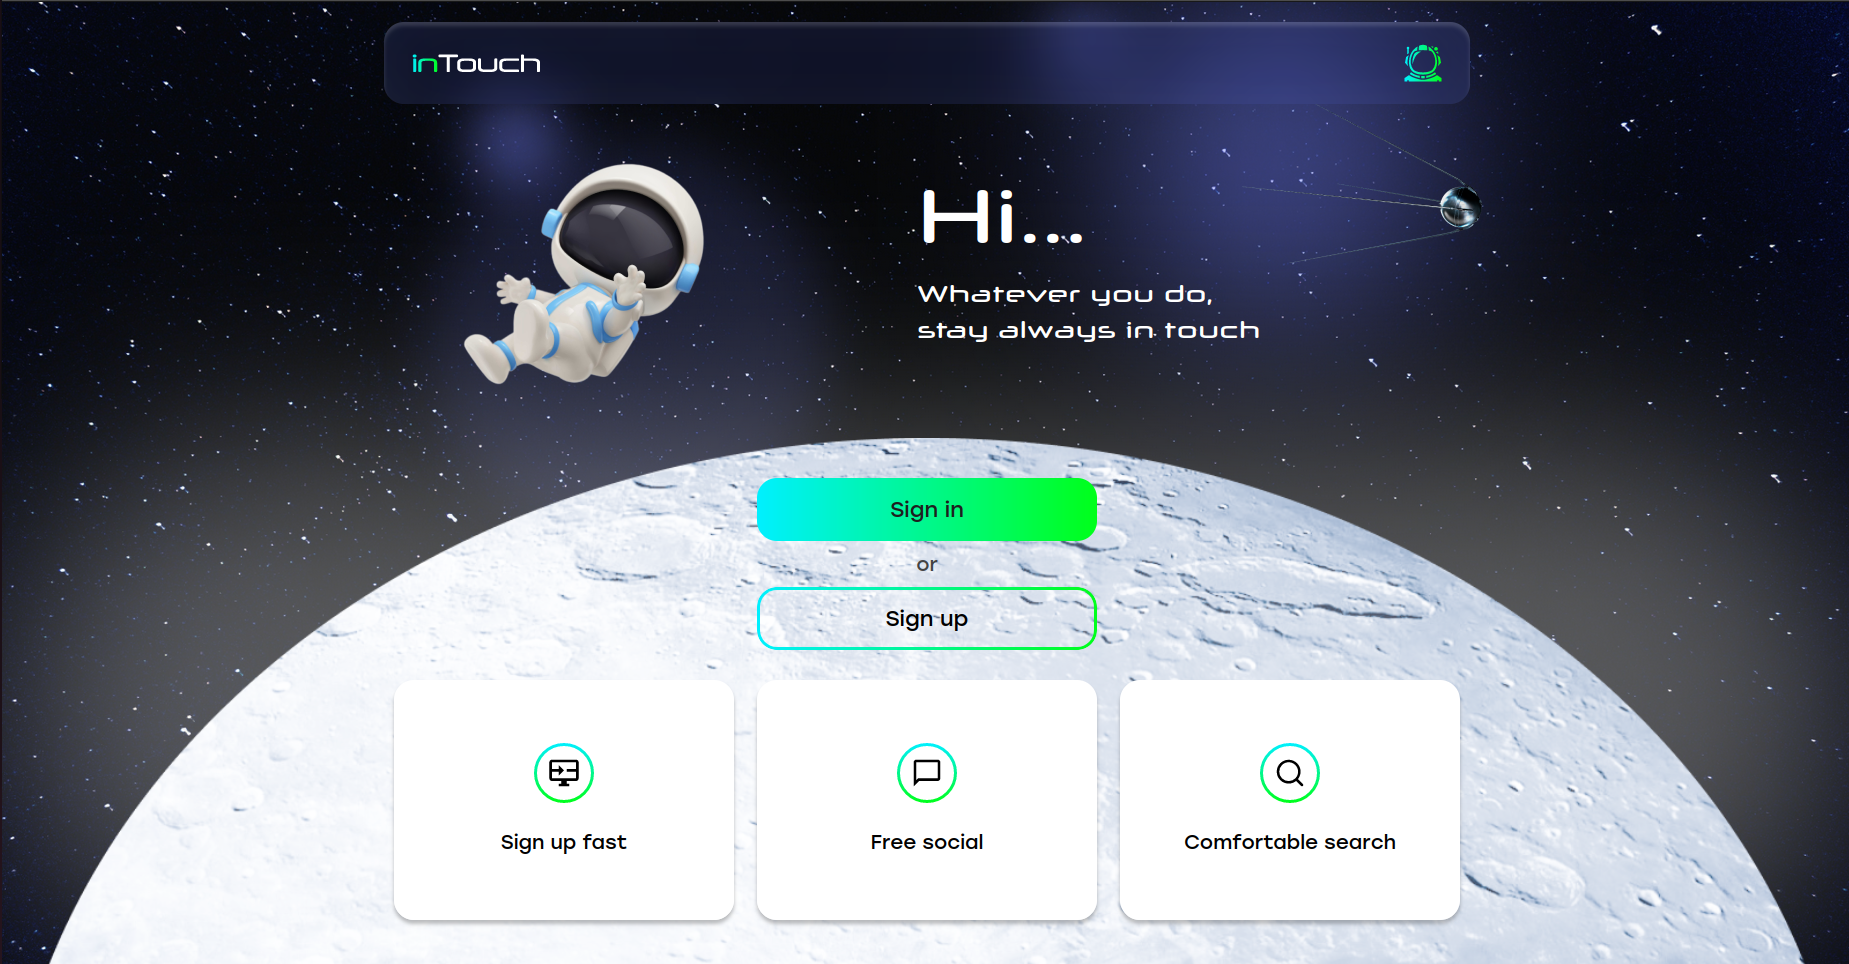 inTouch
Hi...
Whatever you do,
stay always in touch
Sign in
or
Sign up
Sign up fast
Free social
Comfortable search